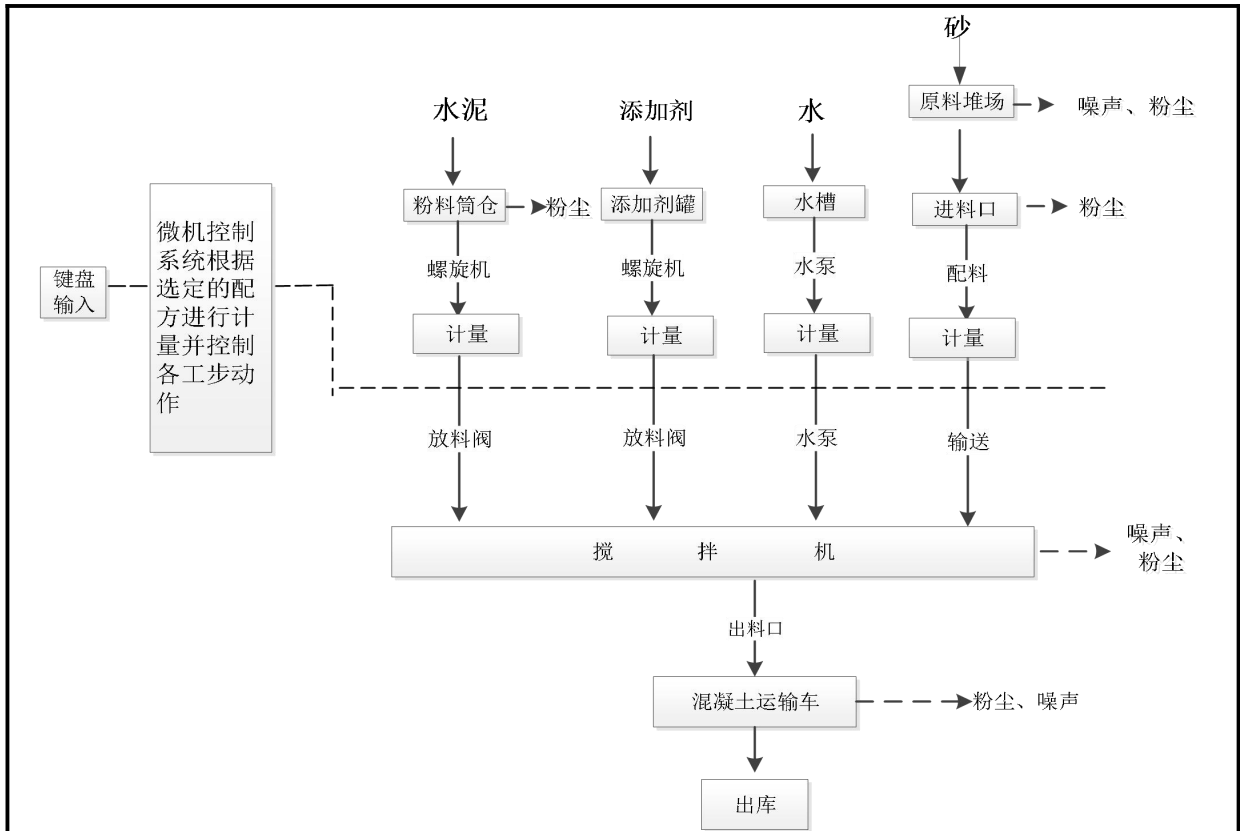 砂
原料堆场
噪声、粉尘
水泥
添加剂
水
粉料筒仓
粉尘
添加剂罐
水槽
进料口
粉尘
微机控制
系统根据
选定的配
方进行计
量并控制
各工步动
作
键盘
输入
螺旋机
螺旋机
水泵
配料
计量
计量
计量
计量
放料阀
放料阀
水泵
输送
搅 拌 机
噪声、
粉尘
出料口
混凝土运输车
粉尘、噪声
出库